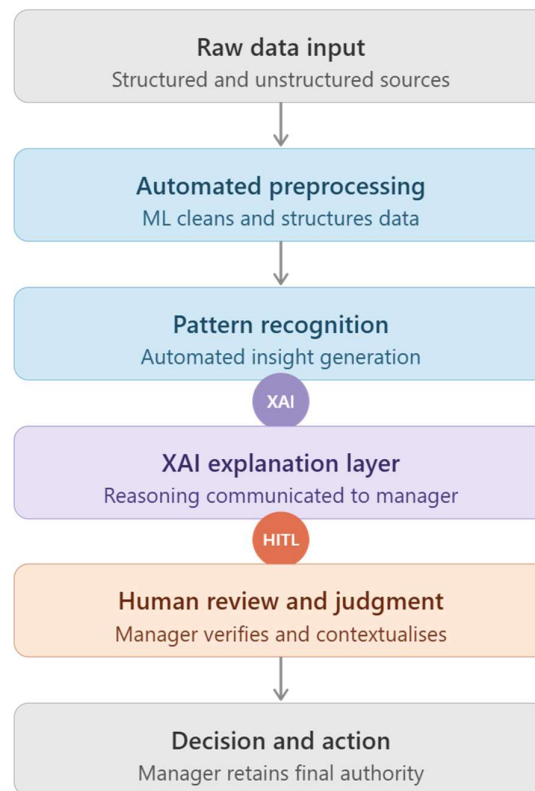 Raw data input
Structured and unstructured sources
Automated preprocessing
ML cleans and structures data
Pattern recognition
Automated insight generation
XAI
XAI explanation layer
Reasoning communicated to manager
HITL
Human review and judgment
Manager verifies and contextualises
Decision and action
Manager retains final authority